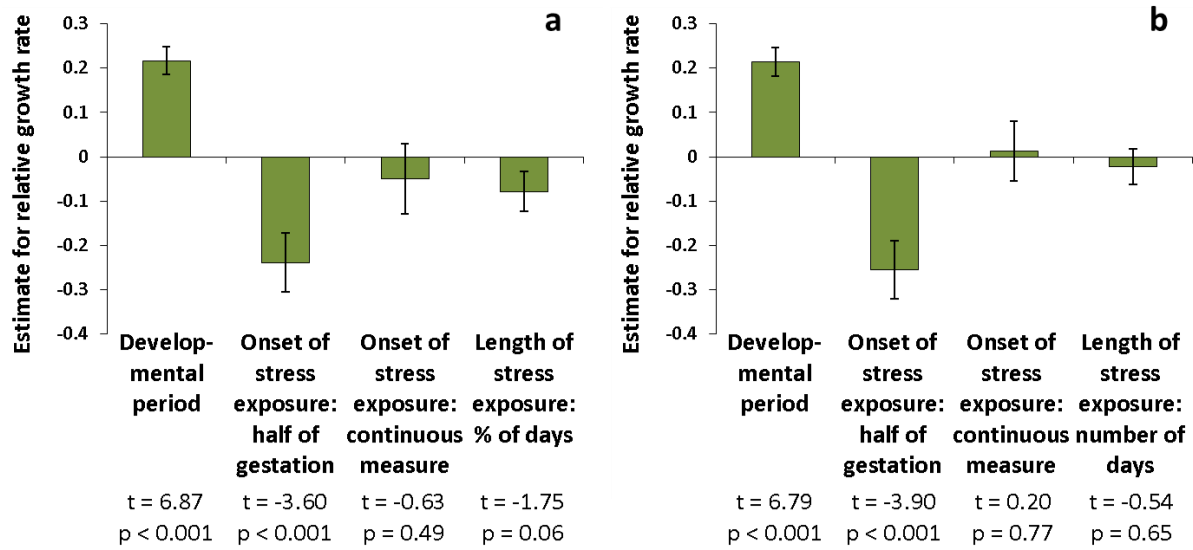 a
Estimate for relative growth rate
0.3
0.2
0.1
0
-0.1
-0.2
-0.3
-0.4
Develop-
mental
period
Onset of
stress
exposure:
half of
gestation
Onset of
stress
exposure:
continuous
measure
Length of
stress
exposure:
% of days
t = 6.87
p < 0.001
t = -3.60
p < 0.001
t = -0.63
p = 0.49
t = -1.75
p = 0.06
b
Estimate for relative growth rate
0.3
0.2
0.1
0
-0.1
-0.2
-0.3
-0.4
Develop-
mental
period
Onset of
stress
exposure:
half of
gestation
Onset of
stress
exposure:
continuous
measure
Length of
stress
exposure:
number of
days
t = 6.79
p < 0.001
t = -3.90
p < 0.001
t = 0.20
p = 0.77
t = -0.54
p = 0.65